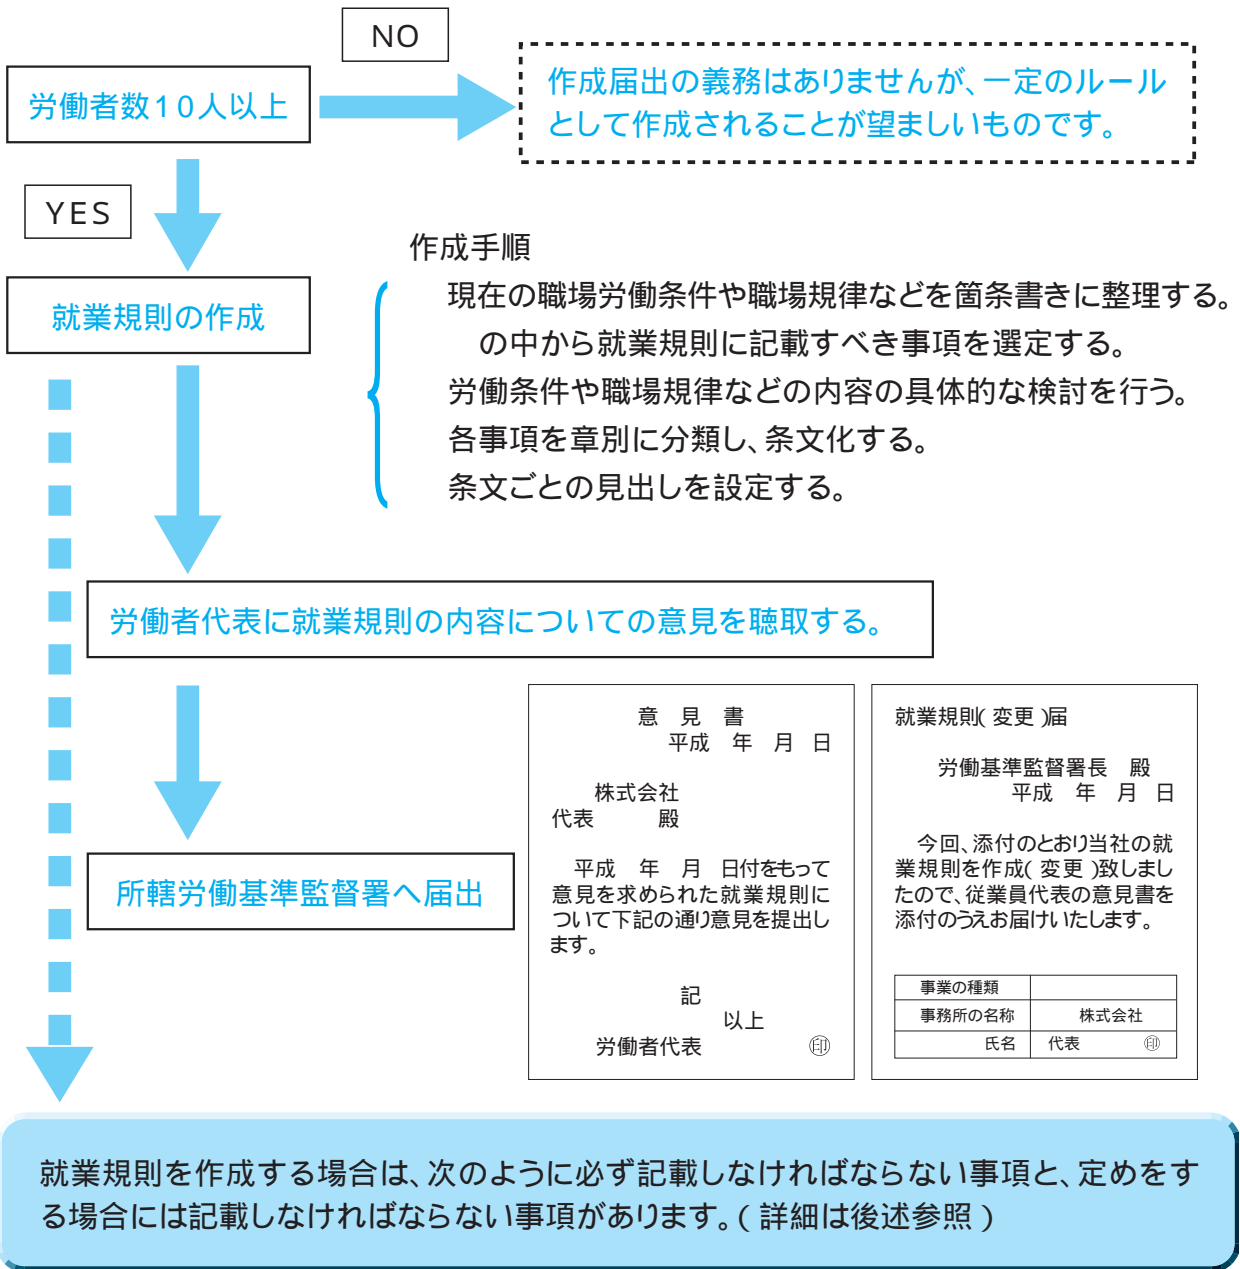 NO
労働者数10人以上
作成届出の義務はありませんが、一定のルール
として作成されることが望ましいものです。
YES
就業規則の作成
作成手順
現在の職場労働条件や職場規律などを箇条書きに整理する。
の中から就業規則に記載すべき事項を選定する。
労働条件や職場規律などの内容の具体的な検討を行う。
各事項を章別に分類し、条文化する。
条文ごとの見出しを設定する。
労働者代表に就業規則の内容についての意見を聴取する。
所轄労働基準監督署へ届出
意 見 書
平成 年 月 日
株式会社
代表 殿
平成 年 月 日付をもって
意見を求められた就業規則に
ついて下記の通り意見を提出し
ます。
記
以上
労働者代表 ㊞
就業規則(変更)届
労働基準監督署長 殿
平成 年 月 日
今回、添付のとおり当社の就
業規則を作成(変更)致しまし
たので、従業員代表の意見書を
添付のうえお届けいたします。
事業の種類
事務所の名称 株式会社
氏名 代表 ㊞
就業規則を作成する場合は、次のように必ず記載しなければならない事項と、定めをす
る場合には記載しなければならない事項があります。(詳細は後述参照)